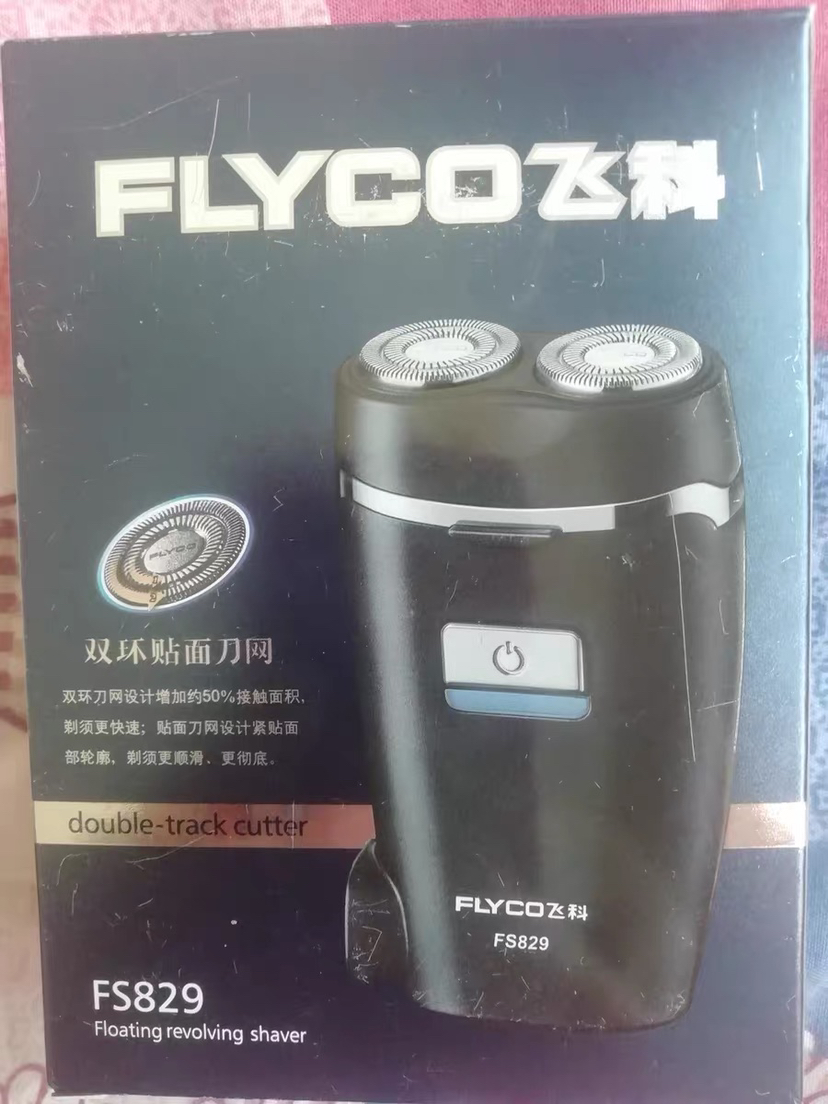 FLYCO飞科
FLYCO
双环贴面刀网
双环刀网设计增加约50%接触面积，
剃须更快速；贴面刀网设计紧贴面
部轮廓，剃须更顺滑、更彻底。
double-track cutter
FLYCO飞科
FS829
FS829
Floating revolving shaver